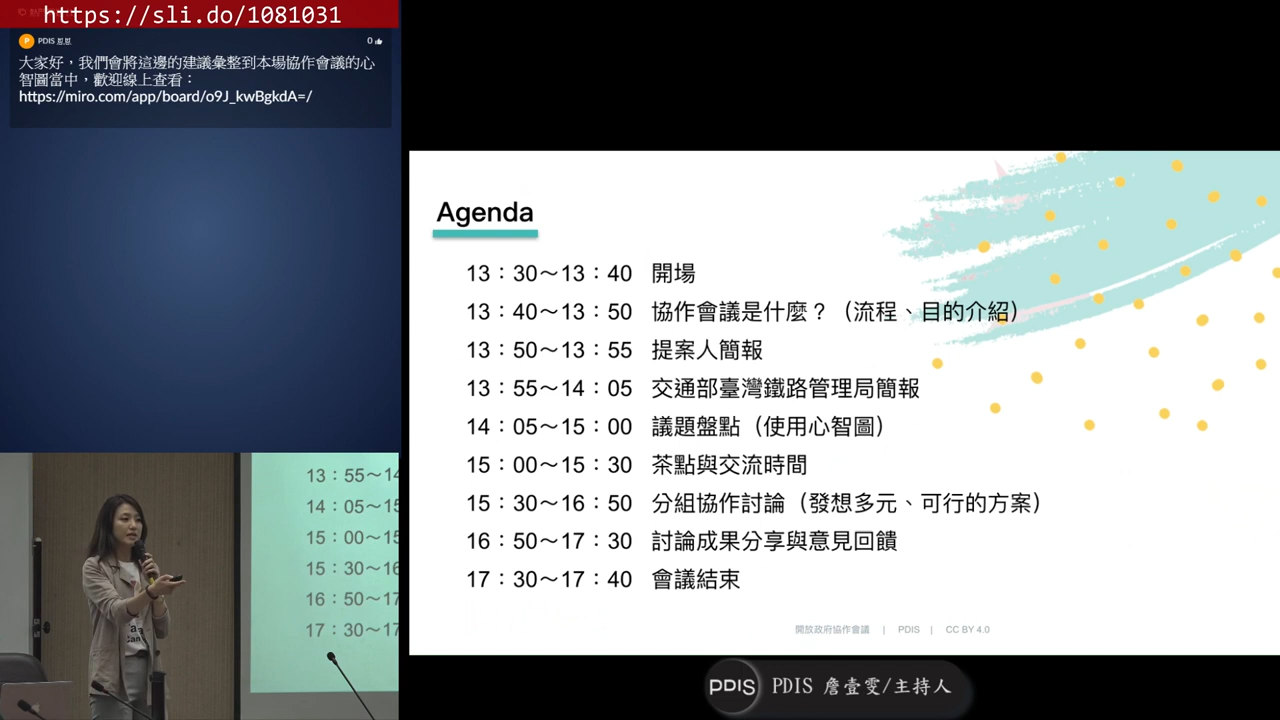 https://sli.do/1081031
P PDIS 恩恩
0
大家好，我們會將這邊的建議彙整到本場協作會議的心
智圖當中，歡迎線上查看：
https://miro.com/app/board/o9J_kwBgkdA=/
Agenda
13：30～13：40 開場
13：40～13：50 協作會議是什麼？（流程、目的介紹）
13：50～13：55 提案人簡報
13：55～14：05 交通部臺灣鐵路管理局簡報
14：05～15：00 議題盤點（使用心智圖）
15：00～15：30 茶點與交流時間
15：30～16：50 分組協作討論（發想多元、可行的方案）
16：50～17：30 討論成果分享與意見回饋
17：30～17：40 會議結束
開放政府協作會議 | PDIS | CC BY 4.0
13：55～14
14：05～15
15：00～15
15：30～16
16：50～17
17：30～17
PDIS PDIS 詹壹雯/主持人